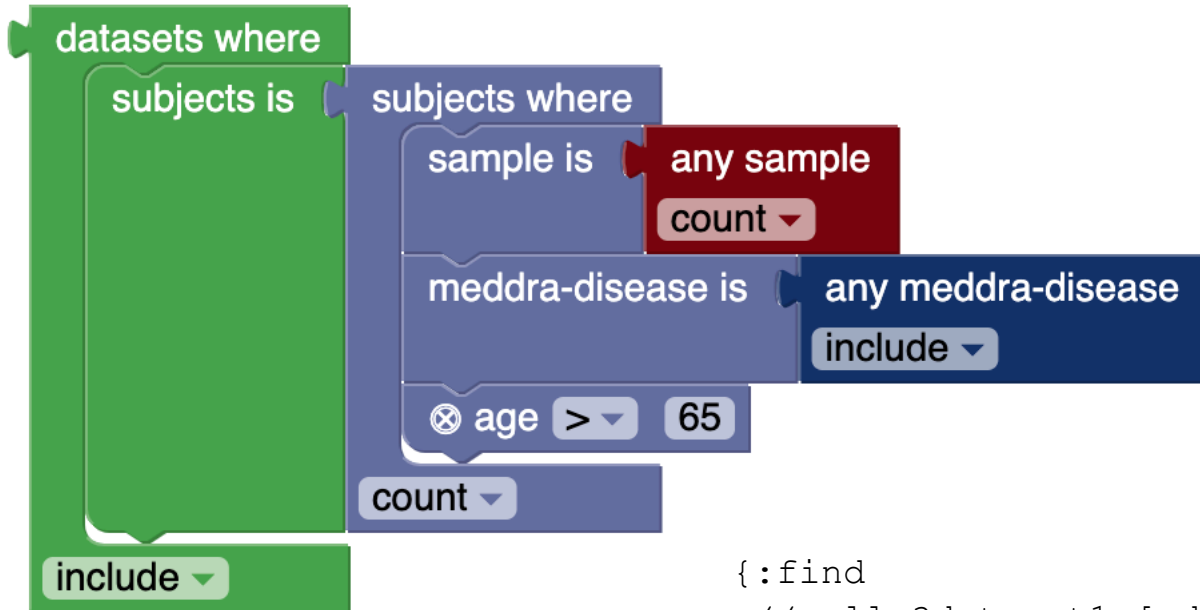 datasets where
subjects is subjects where
sample is any sample
count
meddra-disease is any meddra-disease
include
age > 65
count
include
{:find